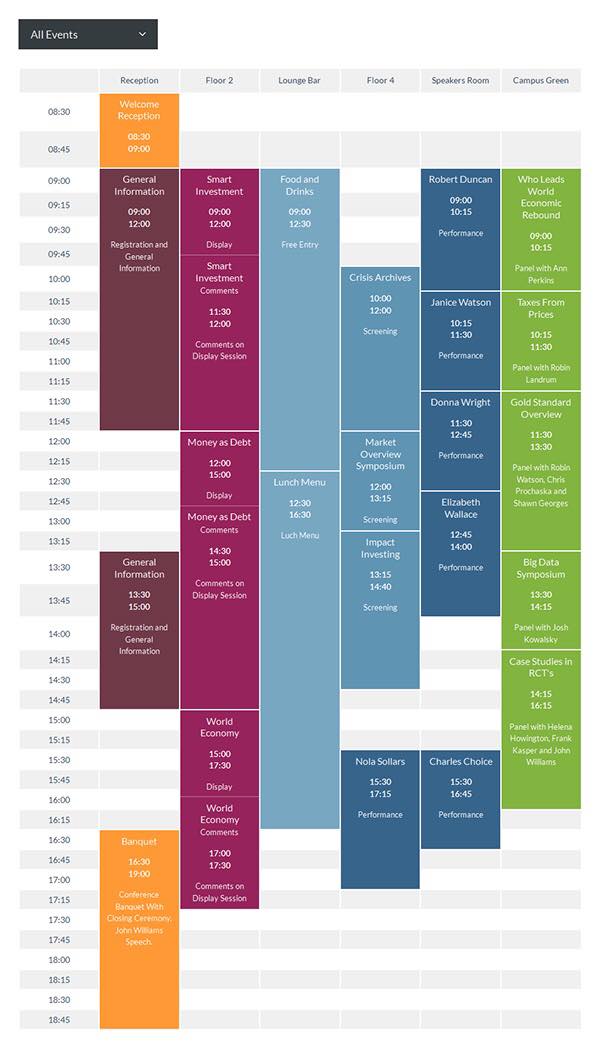 All Events
Reception
Floor 2
Lounge Bar
Floor 4
Speakers Room
Campus Green
08:30
08:45
09:00
09:15
09:30
09:45
10:00
10:15
10:30
10:45
11:00
11:15
11:30
11:45
12:00
12:15
12:30
12:45
13:00
13:15
13:30
13:45
14:00
14:15
14:30
14:45
15:00
15:15
15:30
15:45
16:00
16:15
16:30
16:45
17:00
17:15
17:30
17:45
18:00
18:15
18:30
18:45
Welcome
Reception
08:30
09:00
General
Information
09:00
12:00
Registration and
General
Information
General
Information
13:30
15:00
Registration and
General
Information
Banquet
16:30
19:00
Conference
Banquet With
Closing Ceremony.
John Williams
Speech.
Smart
Investment
09:00
12:00
Display
Smart
Investment
Comments
11:30
12:00
Comments on
Display Session
Money as Debt
12:00
15:00
Display
Money as Debt
Comments
14:30
15:00
Comments on
Display Session
World
Economy
15:00
17:30
Display
World
Economy
Comments
17:00
17:30
Comments on
Display Session
Food and
Drinks
09:00
12:30
Free Entry
Lunch Menu
12:30
16:30
Luch Menu
Crisis Archives
10:00
12:00
Screening
Market
Overview
Symposium
12:00
13:15
Screening
Impact
Investing
13:15
14:40
Screening
Nola Sollars
15:30
17:15
Performance
Robert Duncan
09:00
10:15
Performance
Janice Watson
10:15
11:30
Performance
Donna Wright
11:30
12:45
Performance
Elizabeth
Wallace
12:45
14:00
Performance
Charles Choice
15:30
16:45
Performance
Who Leads
World
Economic
Rebound
09:00
10:15
Panel with Ann
Perkins
Taxes From
Prices
10:15
11:30
Panel with Robin
Landrum
Gold Standard
Overview
11:30
13:30
Panel with Robin
Watson, Chris
Prochaska and
Shawn Georges
Big Data
Symposium
13:30
14:15
Panel with Josh
Kowalsky
Case Studies in
RCT's
14:15
16:15
Panel with Helena
Howington, Frank
Kasper and John
Williams